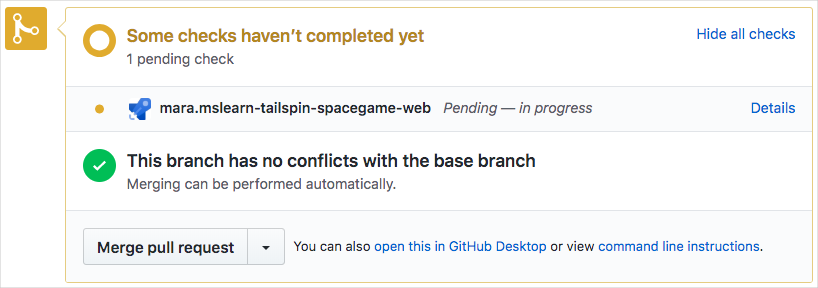 Some checks haven’t completed yet
Hide all checks
1 pending check
mara.mslearn-tailspin-spacegame-web Pending — in progress
Details
This branch has no conflicts with the base branch
Merging can be performed automatically.
Merge pull request
You can also open this in GitHub Desktop or view command line instructions.